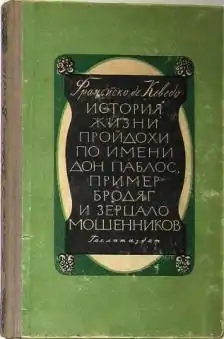 Франсиско де Кеведо
ИСТОРИЯ
ЖИЗНИ
ПРОЙДОХИ
ПО ИМЕНИ
ДОН ПАБЛОС,
ПРИМЕР
БРОДЯГ
И ЗЕРЦАЛО
МОШЕННИКОВ
Гослитиздат